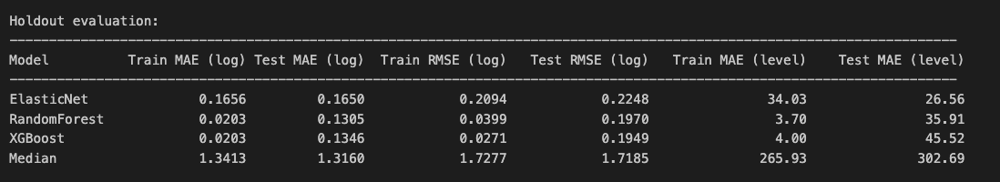 Holdout evaluation:
Model Train MAE (log) Test MAE (log) Train RMSE (log) Test RMSE (log) Train MAE (level) Test MAE (level)
ElasticNet 0.1656 0.1650 0.2094 0.2248 34.03 26.56
RandomForest 0.0203 0.1305 0.0399 0.1970 3.70 35.91
XGBoost 0.0203 0.1346 0.0271 0.1949 4.00 45.52
Median 1.3413 1.3160 1.7277 1.7185 265.93 302.69